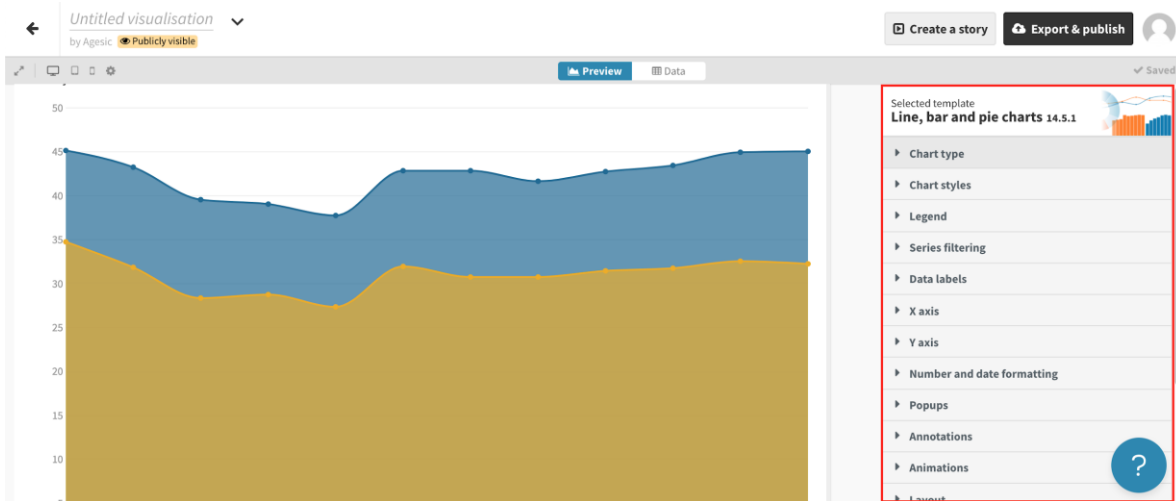 Untitled visualisation
by Agesic Publicly visible
Create a story
Export & publish
Preview
Data
Saved
50
45
40
35
30
25
20
15
10
Selected template
Line, bar and pie charts 14.5.1
Chart type
Chart styles
Legend
Series filtering
Data labels
X axis
Y axis
Number and date formatting
Popups
Annotations
Animations
Layout
?